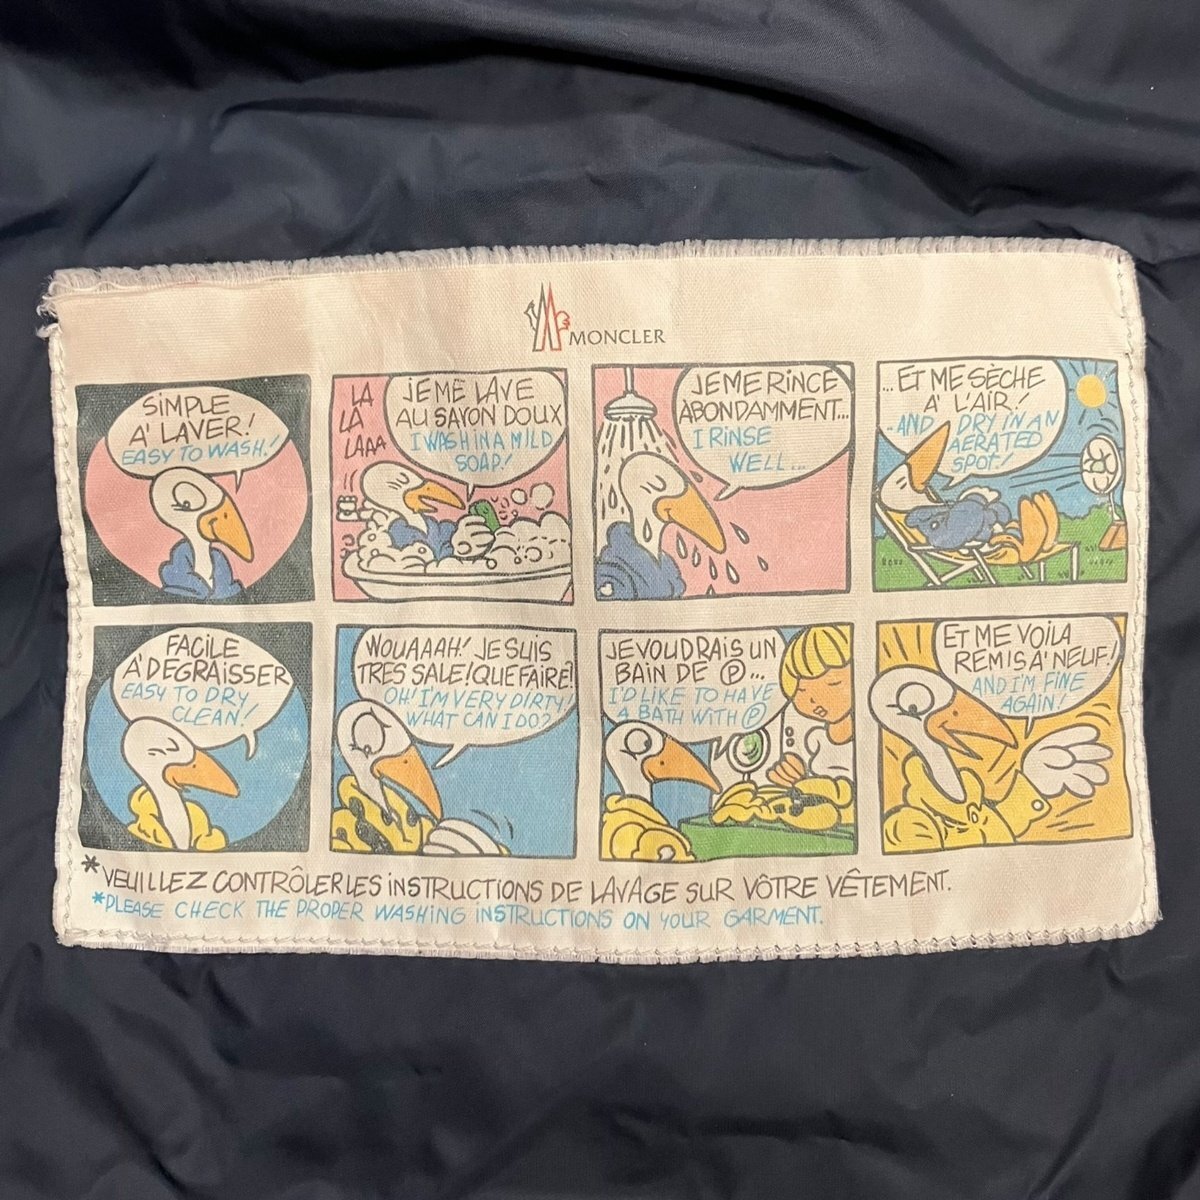 MONCLER
SIMPLE
A' LAVER!
EASY TO WASH!
LA
LA
LAAA
JE ME LAVE
AU SAVON DOUX
I WASH IN A MILD
SOAP!
JE ME RINCE
ABONDAMMENT...
I RINSE
WELL...
...ET ME SÈCHE
A' L'AIR!
-AND DRY IN AN
AERATED
SPOT!
FACILE
A' DEGRAISSER
EASY TO DRY
CLEAN!
WOUAAAH! JE SUIS
TRES SALE! QUE FAIRE?
OH! I'M VERY DIRTY!
WHAT CAN I DO?
JE VOUDRAIS UN
BAIN DE Ⓟ...
I'D LIKE TO HAVE
A BATH WITH Ⓟ
ET ME VOILA
REMIS A' NEUF!
AND I'M FINE
AGAIN!
*VEUILLEZ CONTRÔLER LES INSTRUCTIONS DE LAVAGE SUR VÔTRE VÊTEMENT.
*PLEASE CHECK THE PROPER WASHING INSTRUCTIONS ON YOUR GARMENT.